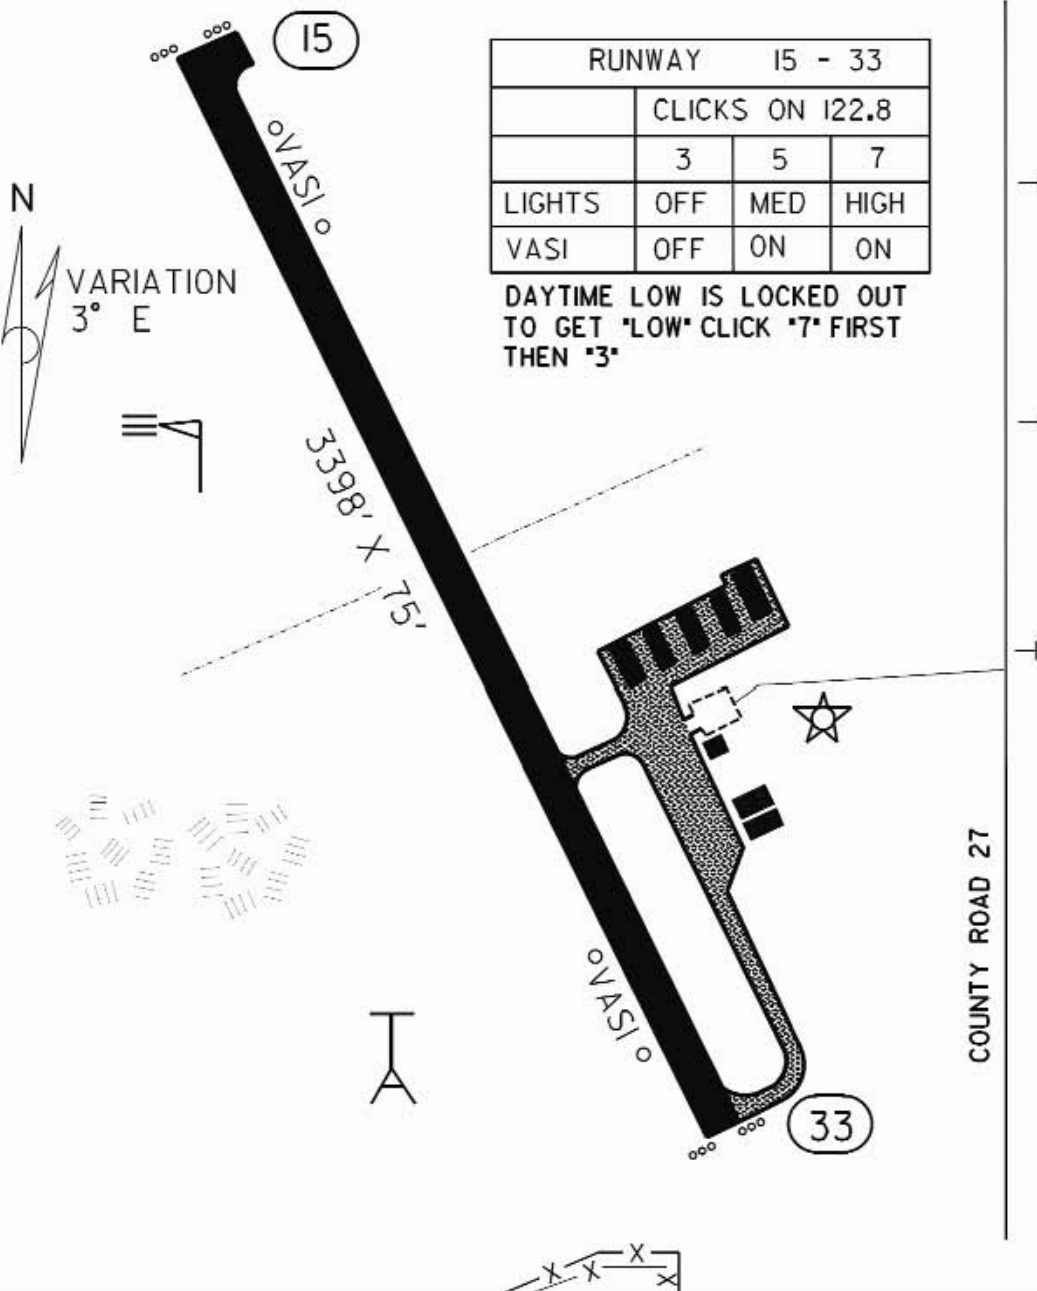 15
RUNWAY 15 - 33
CLICKS ON 122.8
3 5 7
LIGHTS OFF MED HIGH
VASI OFF ON ON
DAYTIME LOW IS LOCKED OUT
TO GET "LOW" CLICK "7" FIRST
THEN "3"
VASI
N
VARIATION
3° E
3398' X 75'
VASI
COUNTY ROAD 27
33
X X X X